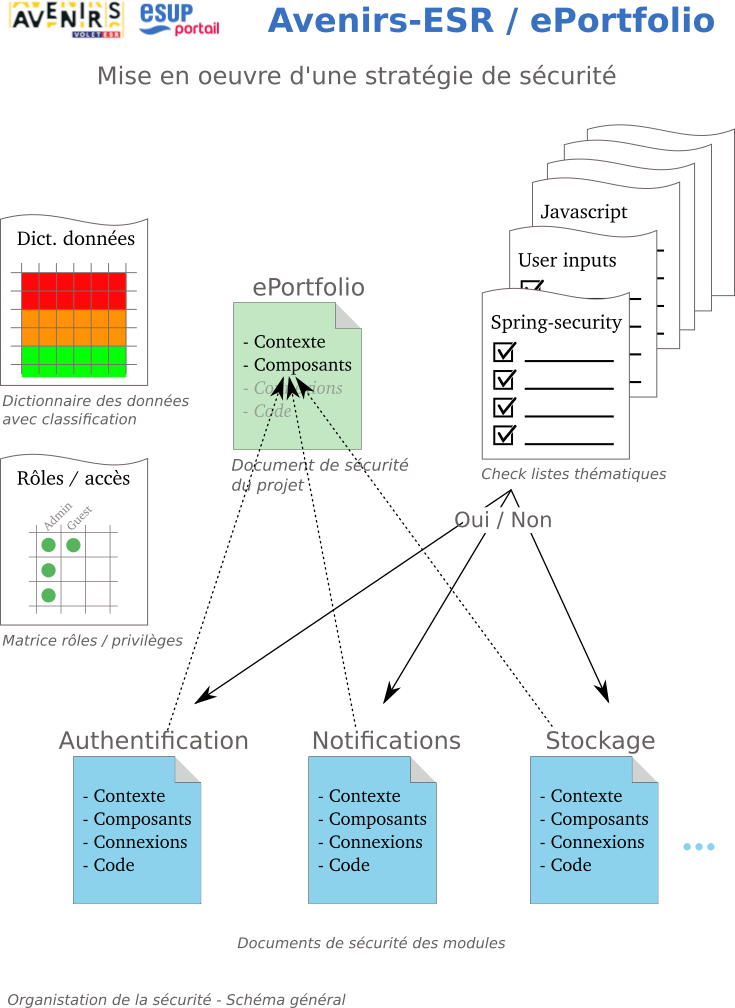 AVENIRS
VOLET ESR
esup
portail
Avenirs-ESR / ePortfolio
Mise en oeuvre d'une stratégie de sécurité
Dict. données
Dictionnaire des données
avec classification
Rôles / accès
Admin
Guest
Matrice rôles / privilèges
ePortfolio
- Contexte
- Composants
- Connexions
- Code
Document de sécurité
du projet
Javascript
User inputs
Spring-security
Check listes thématiques
Oui / Non
Authentification
- Contexte
- Composants
- Connexions
- Code
Notifications
- Contexte
- Composants
- Connexions
- Code
Stockage
- Contexte
- Composants
- Connexions
- Code
...
Documents de sécurité des modules
Organistation de la sécurité - Schéma général